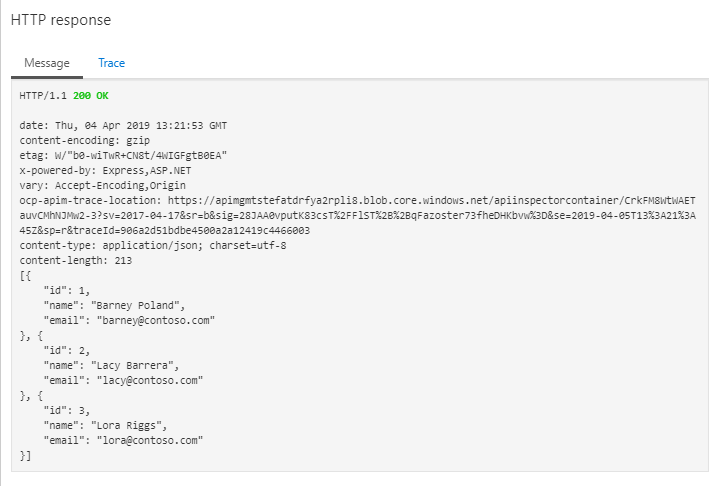 HTTP response
Message Trace
HTTP/1.1 200 OK
date: Thu, 04 Apr 2019 13:21:53 GMT
content-encoding: gzip
etag: W/"b0-wiTwR+CN8t/4WIGFgtB0EA"
x-powered-by: Express,ASP.NET
vary: Accept-Encoding,Origin
ocp-apim-trace-location: https://apimgmtstefatdrfya2rpli8.blob.core.windows.net/apiinspectorcontainer/CrkFM8WtWAET
auvCMhNJMw2-3?sv=2017-04-17&sr=b&sig=28JAA0vputK83csT%2FFlST%2B%2BqFazoster73fheDHKbvw%3D&se=2019-04-05T13%3A21%3A
45Z&sp=r&traceId=906a2d51bdbe4500a2a12419c4466003
content-type: application/json; charset=utf-8
content-length: 213
[{
    "id": 1,
    "name": "Barney Poland",
    "email": "barney@contoso.com"
}, {
    "id": 2,
    "name": "Lacy Barrera",
    "email": "lacy@contoso.com"
}, {
    "id": 3,
    "name": "Lora Riggs",
    "email": "lora@contoso.com"
}]